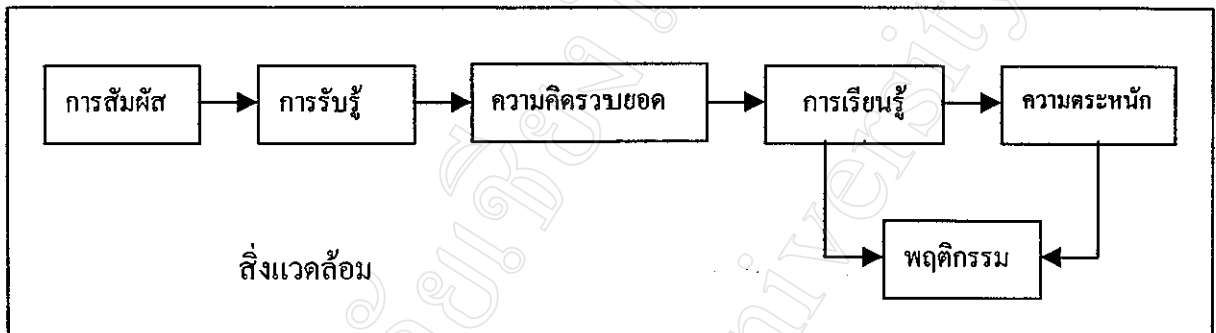 การสัมผัส
การรับรู้
ความคิดรวบยอด
การเรียนรู้
ความตระหนัก
พฤติกรรม
สิ่งแวดล้อม